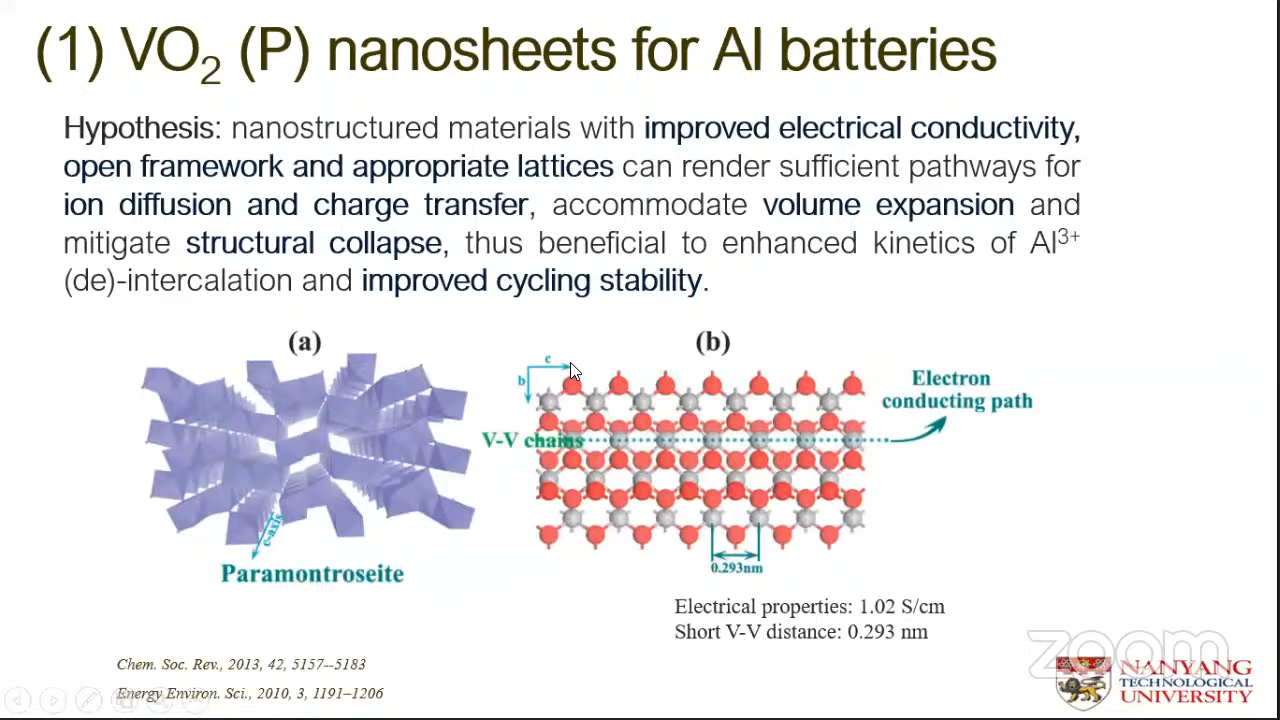 (1) VO₂ (P) nanosheets for Al batteries
Hypothesis: nanostructured materials with improved electrical conductivity,
open framework and appropriate lattices can render sufficient pathways for
ion diffusion and charge transfer, accommodate volume expansion and
mitigate structural collapse, thus beneficial to enhanced kinetics of Al³⁺
(de)-intercalation and improved cycling stability.
(a)
c-axis
Paramontroseite
(b)
c
b
V-V chains
Electron
conducting path
0.293nm
Electrical properties: 1.02 S/cm
Short V-V distance: 0.293 nm
Chem. Soc. Rev., 2013, 42, 5157--5183
Energy Environ. Sci., 2010, 3, 1191–1206
zoom
NANYANG
TECHNOLOGICAL
UNIVERSITY